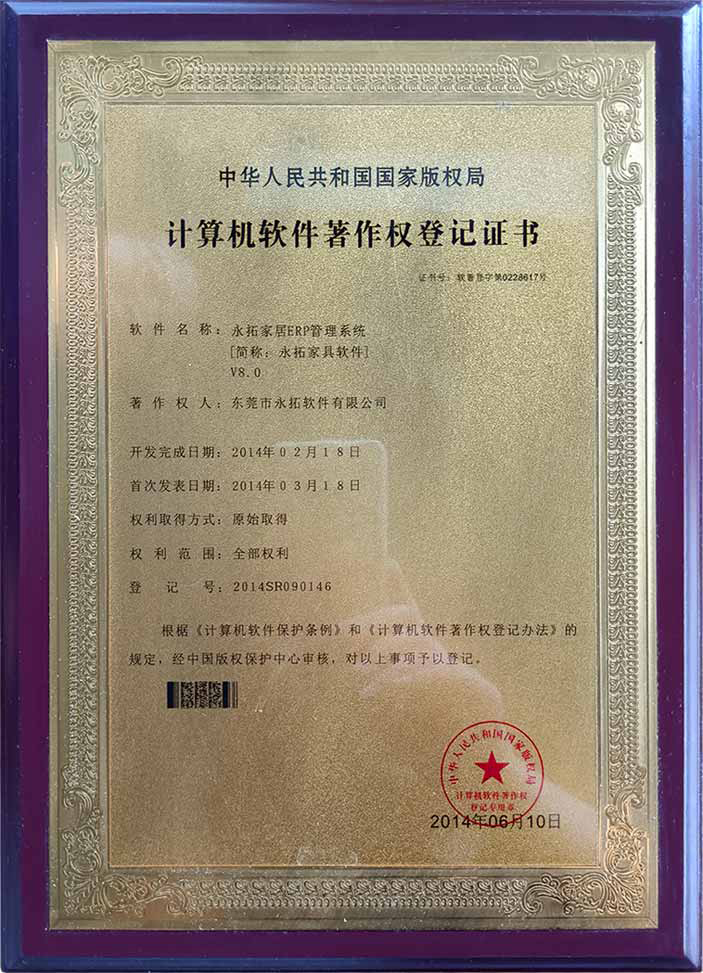 中华人民共和国国家版权局
计算机软件著作权登记证书
证书号：软著登字第0228617号
软件名称：永拓家居ERP管理系统
[简称：永拓家具软件]
V8.0
著作权人：东莞市永拓软件有限公司
开发完成日期：2014年02月18日
首次发表日期：2014年03月18日
权利取得方式：原始取得
权利范围：全部权利
登记号：2014SR090146
根据《计算机软件保护条例》和《计算机软件著作权登记办法》的
规定，经中国版权保护中心审核，对以上事项予以登记。
中华人民共和国国家版权局
计算机软件著作权
登记专用章
2014年06月10日